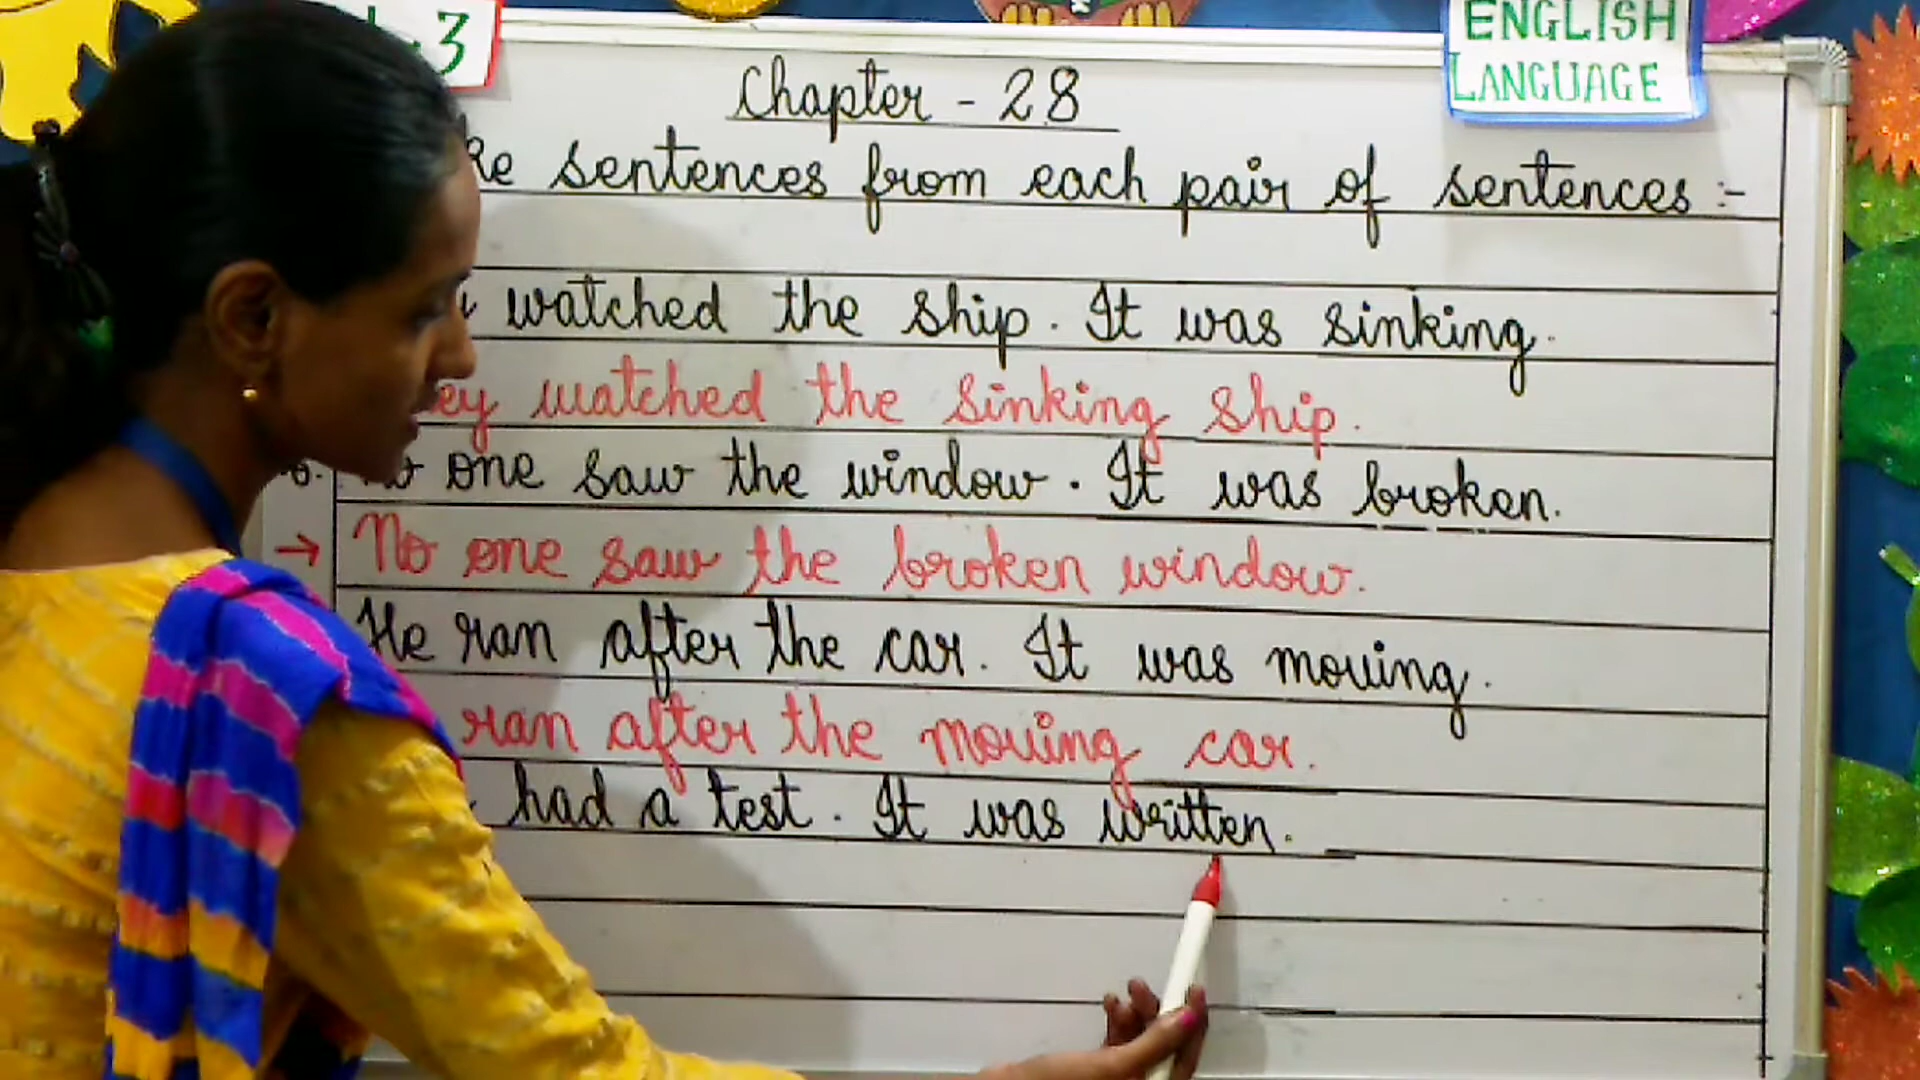 3
ENGLISH
LANGUAGE
Chapter - 28
sentences from each pair of sentences :-
watched the ship. It was sinking.
watched the sinking ship.
one saw the window. It was broken.
→ No one saw the broken window.
He ran after the car. It was moving.
ran after the moving car.
had a test. It was written.